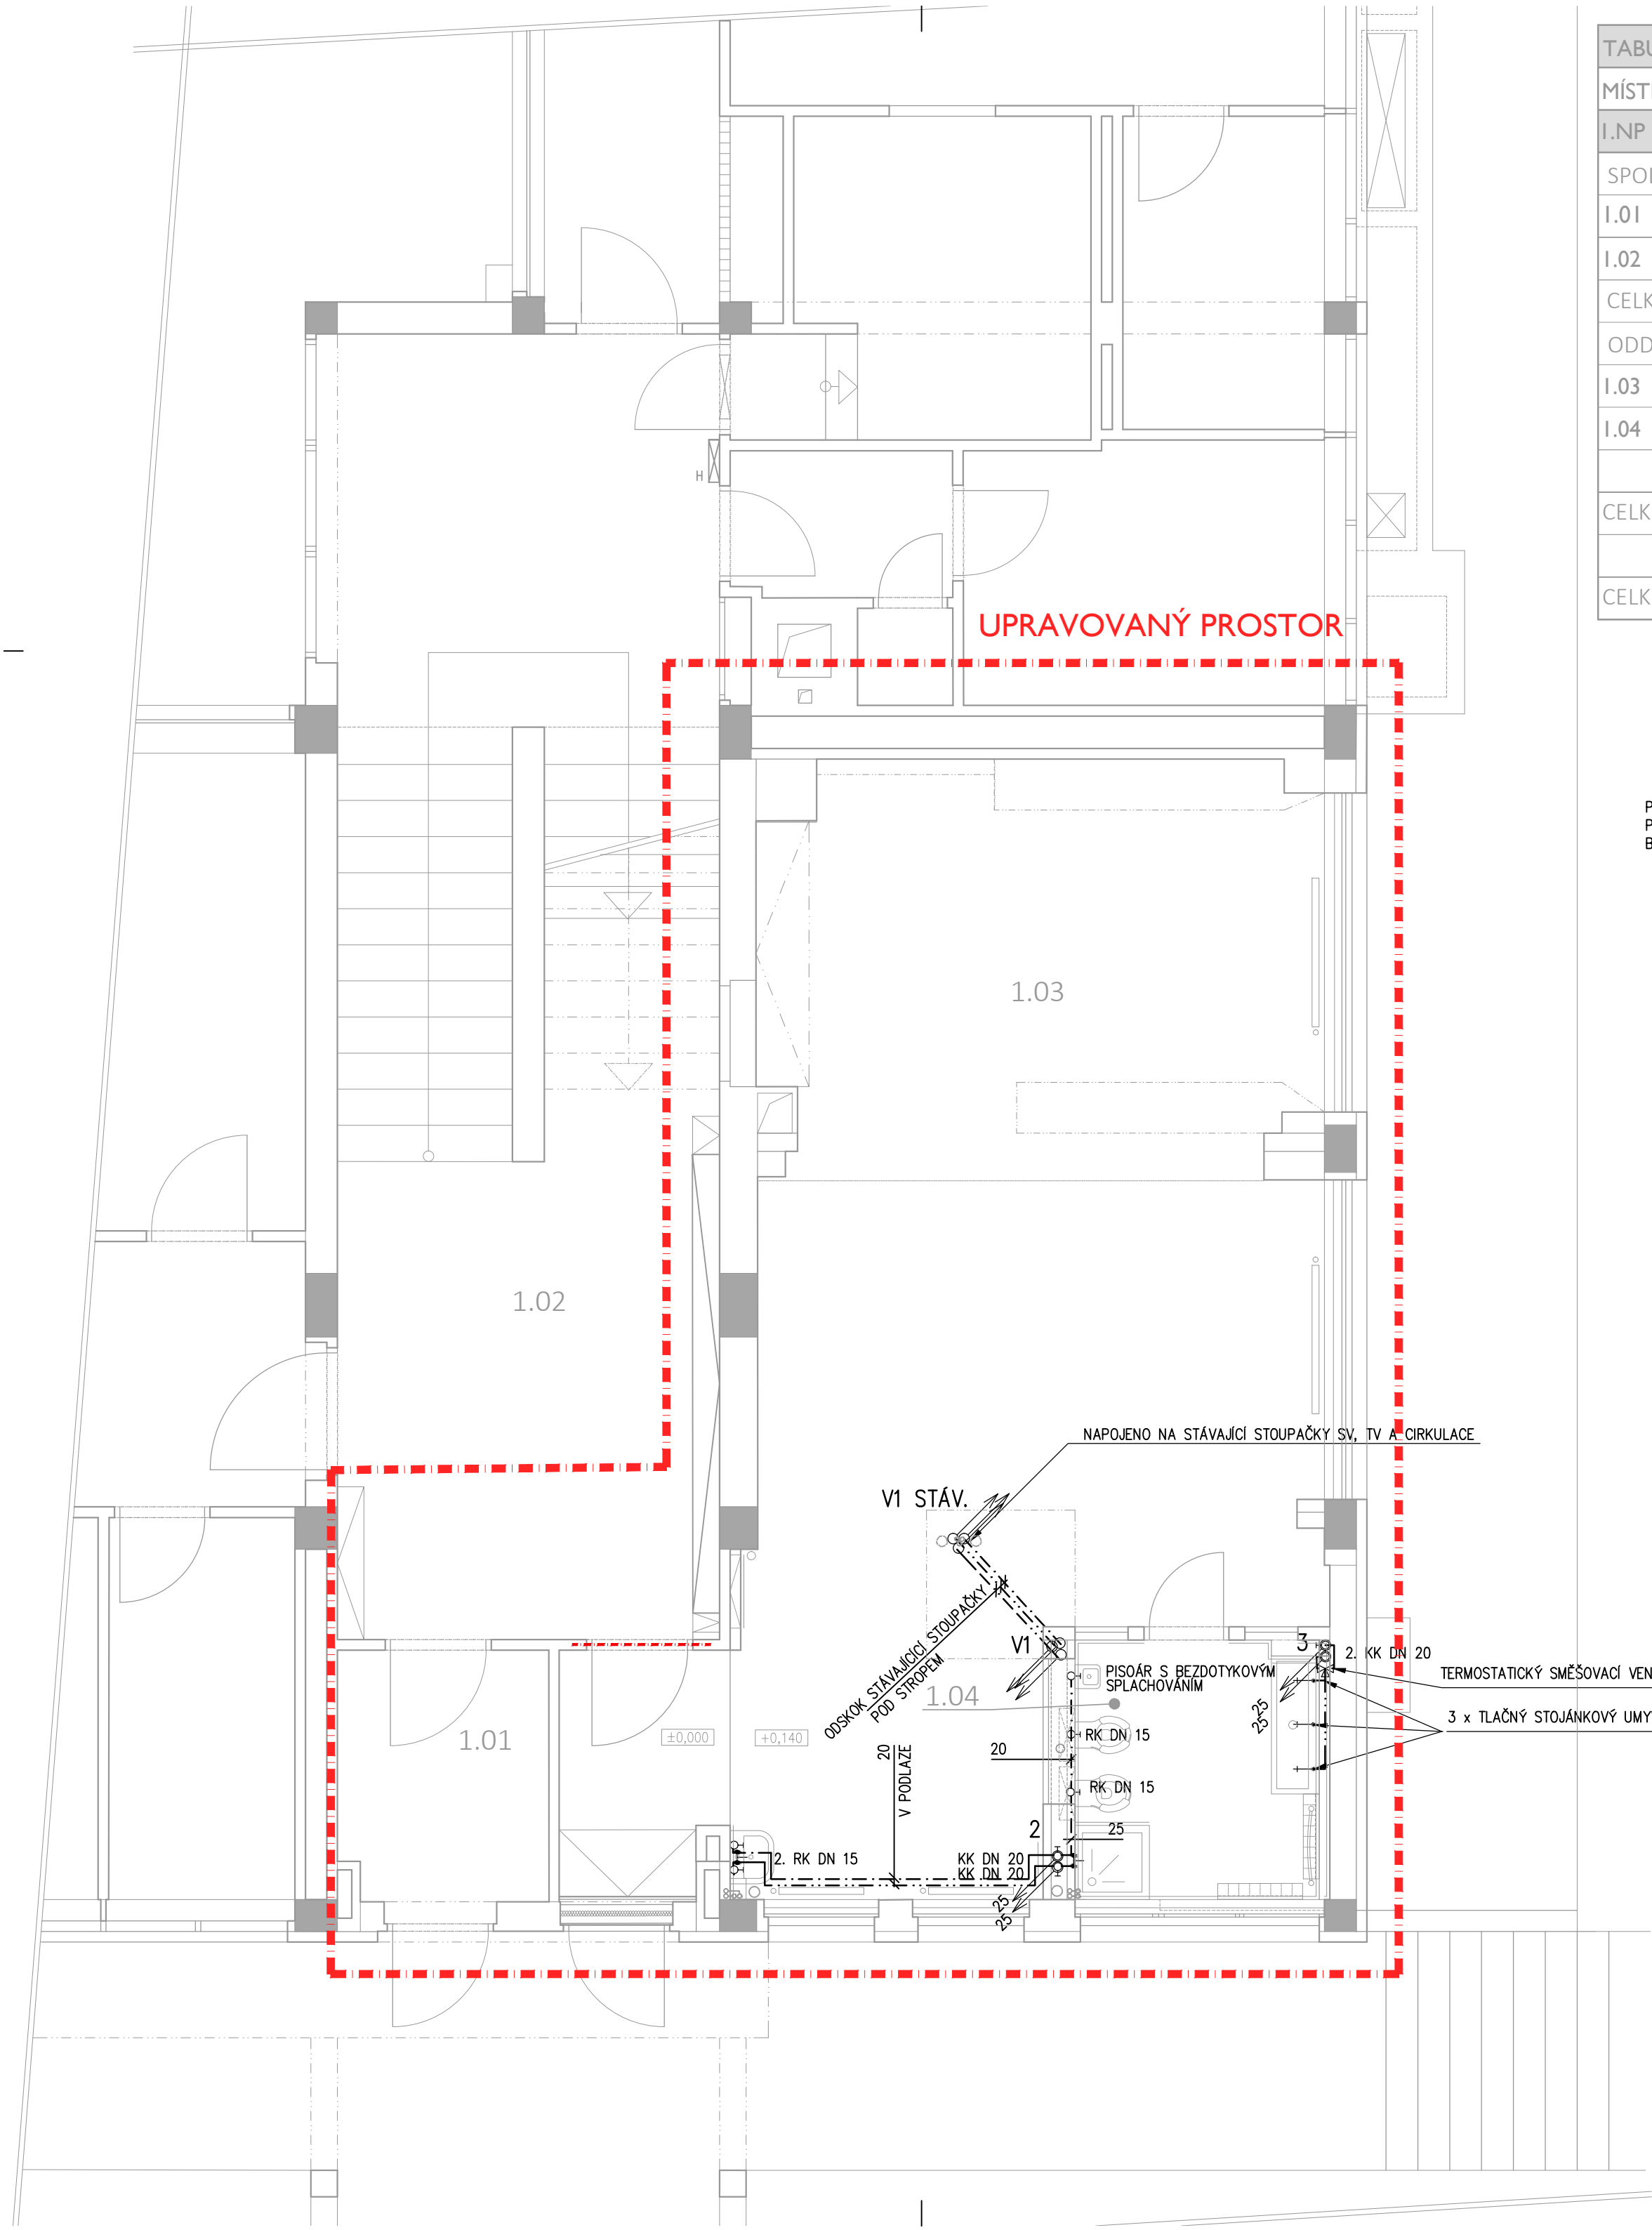 TABU
MÍST
1.NP
SPOL
1.01
1.02
CELK
ODD
1.03
1.04
CELK
CELK
H
UPRAVOVANÝ PROSTOR
P
P
B
1.03
1.02
NAPOJENO NA STÁVAJÍCÍ STOUPAČKY SV, TV A CIRKULACE
V1 STÁV.
ODSKOK STÁVAJÍCÍCÍ STOUPAČKY
POD STROPEM
V1
3
2. KK DN 20
PISOÁR S BEZDOTYKOVÝM
SPLACHOVÁNÍM
TERMOSTATICKÝ SMĚŠOVACÍ VEN
1.04
25
25
3 x TLAČNÝ STOJÁNKOVÝ UMY
1.01
±0,000
+0,140
RK DN 15
20
20
V PODLAZE
RK DN 15
2
25
2. RK DN 15
KK DN 20
KK DN 20
25
25